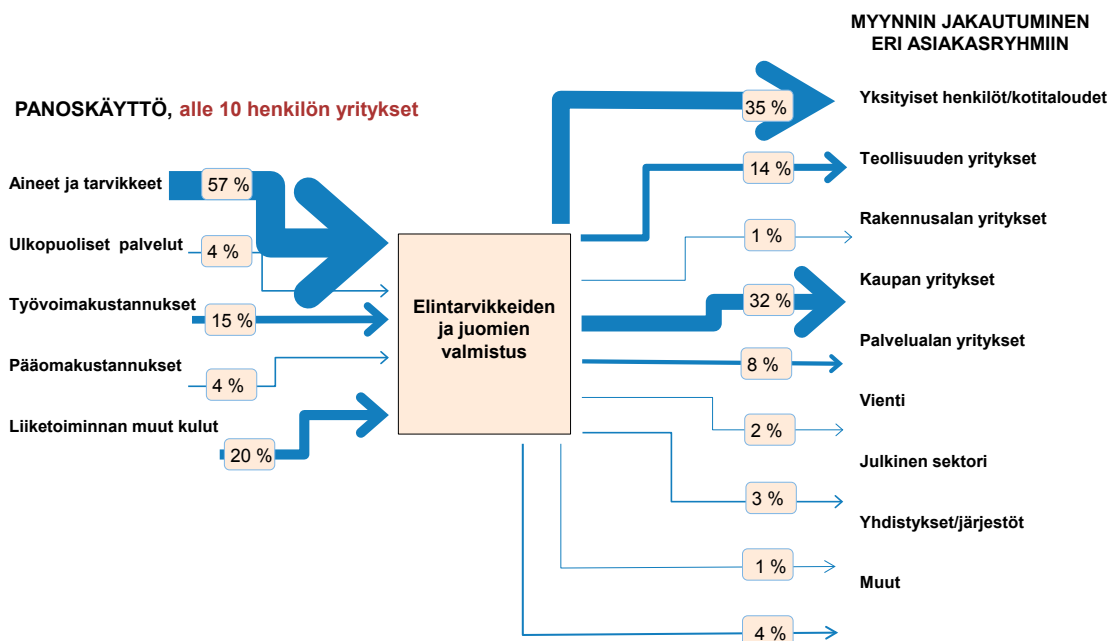 MYYNNIN JAKAUTUMINEN
ERI ASIAKASRYHMIIN
PANOSKÄYTTÖ, alle 10 henkilön yritykset
Aineet ja tarvikkeet
57 %
Ulkopuoliset palvelut
4 %
Työvoimakustannukset
15 %
Pääomakustannukset
4 %
Liiketoiminnan muut kulut
20 %
Elintarvikkeiden
ja juomien
valmistus
Yksityiset henkilöt/kotitaloudet
35 %
Teollisuuden yritykset
14 %
Rakennusalan yritykset
1 %
Kaupan yritykset
32 %
Palvelualan yritykset
8 %
Vienti
2 %
Julkinen sektori
3 %
Yhdistykset/järjestöt
1 %
Muut
4 %